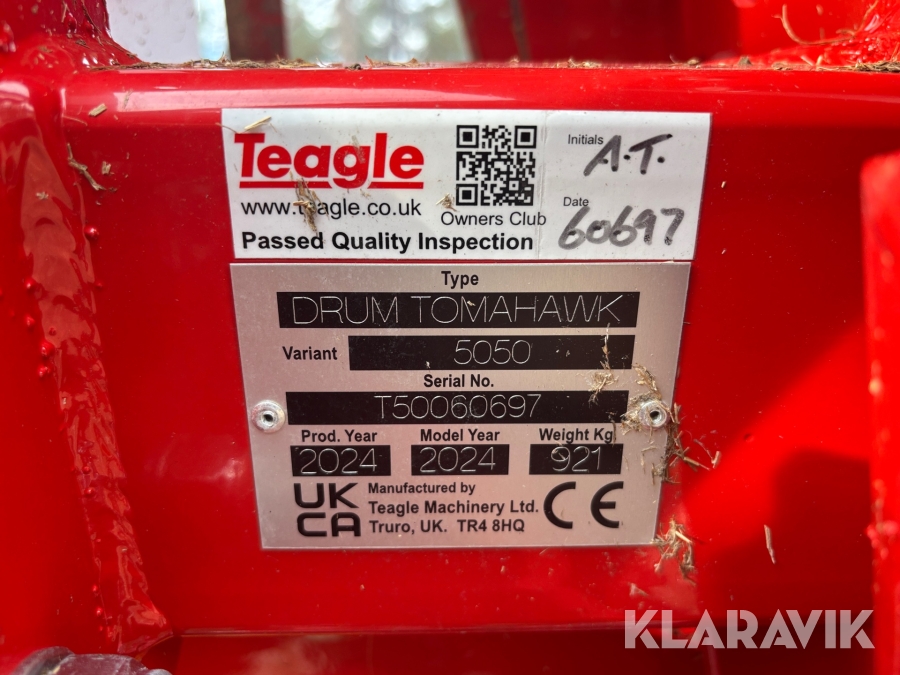 Teagle
www.teagle.co.uk
Owners Club
Passed Quality Inspection
Initials A.T.
Date
60697
Type
DRUM TOMAHAWK
Variant 5050
Serial No.
T50060697
Prod. Year Model Year Weight Kg
2024 2024 921
UK
CA
Manufactured by
Teagle Machinery Ltd.
Truro, UK. TR4 8HQ
CE
KLARAVIK